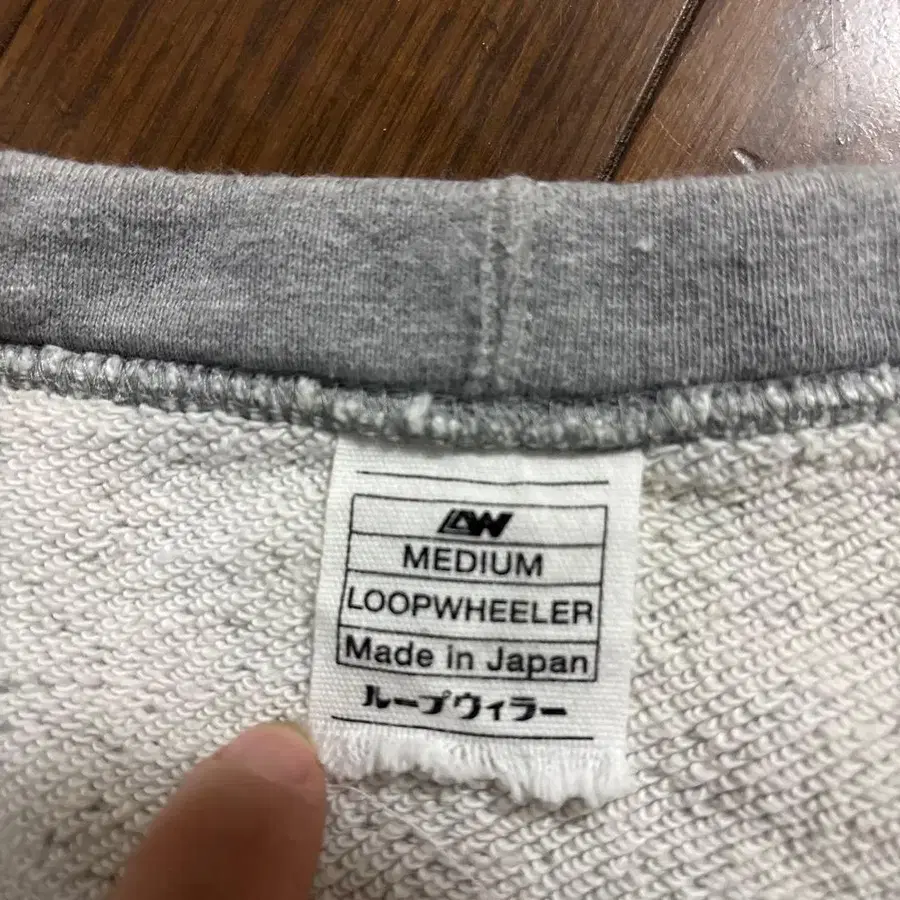 LW
MEDIUM
LOOPWHEELER
Made in Japan
ループウィラー